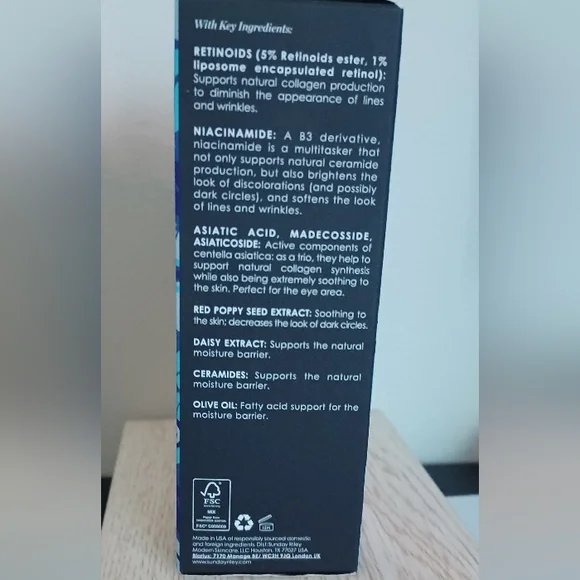 With Key Ingredients:
RETINOIDS (5% Retinoids ester, 1%
liposome encapsulated retinol):
Supports natural collagen production
to diminish the appearance of lines
and wrinkles.
NIACINAMIDE: A B3 derivative,
niacinamide is a multitasker that
not only supports natural ceramide
production, but also brightens the
look of discolorations (and possibly
dark circles), and softens the look
of lines and wrinkles.
ASIATIC ACID, MADECOSSIDE,
ASIATICOSIDE: Active components of
centella asiatica: as a trio, they help to
support natural collagen synthesis
while also being extremely soothing to
the skin. Perfect for the eye area.
RED POPPY SEED EXTRACT: Soothing to
the skin; decreases the look of dark circles.
DAISY EXTRACT: Supports the natural
moisture barrier.
CERAMIDES: Supports the natural
moisture barrier.
OLIVE OIL: Fatty acid support for the
moisture barrier.
FSC
MIX
Made in USA of responsibly sourced domestic
and foreign ingredients. Dist: Sunday Riley
Modern Skincare, LLC Houston, TX 77027 USA
www.sundayriley.com